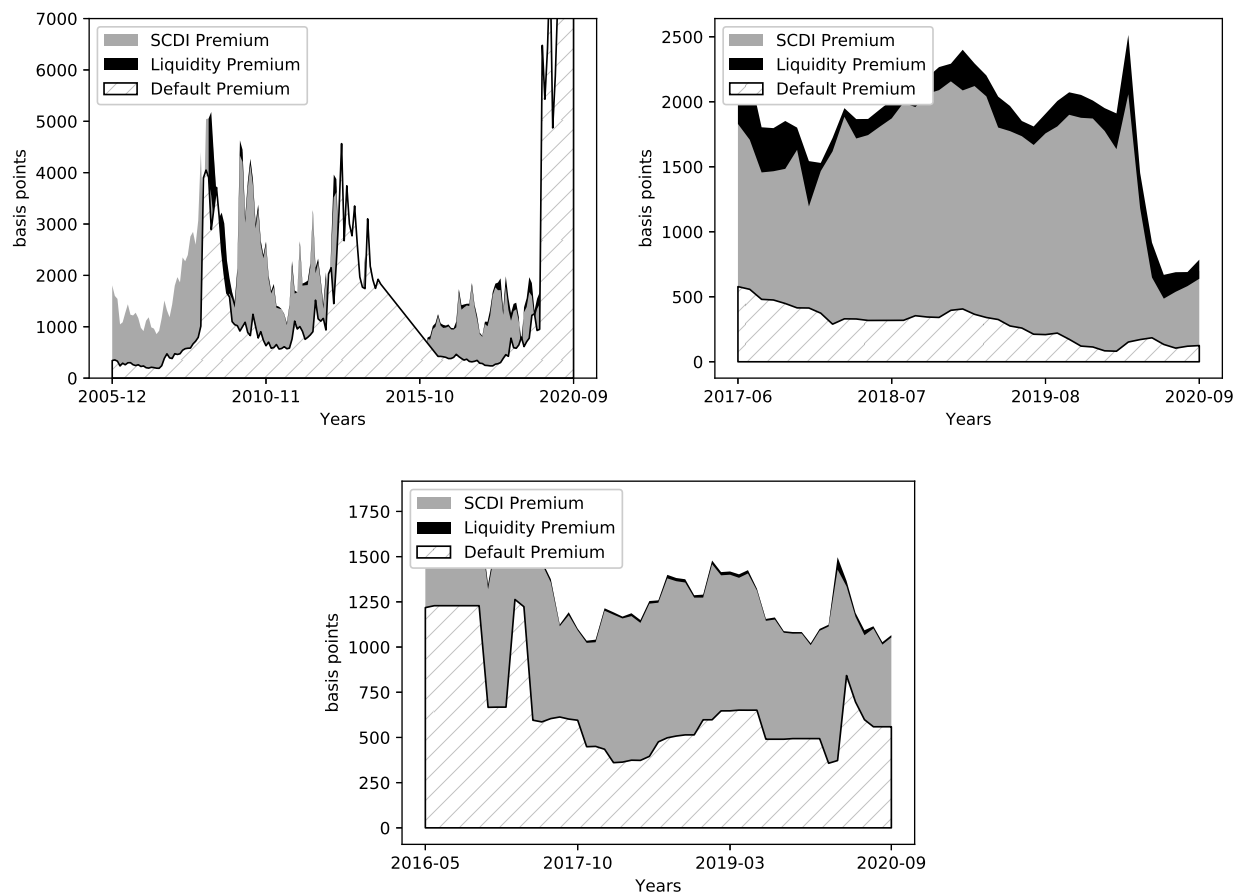 7000
6000
5000
4000
3000
2000
1000
0
basis points
SCDI Premium
Liquidity Premium
Default Premium
2005-12
2010-11
2015-10
2020-09
Years
2500
2000
1500
1000
500
0
basis points
SCDI Premium
Liquidity Premium
Default Premium
2017-06
2018-07
2019-08
2020-09
Years
1750
1500
1250
1000
750
500
250
0
basis points
SCDI Premium
Liquidity Premium
Default Premium
2016-05
2017-10
2019-03
2020-09
Years